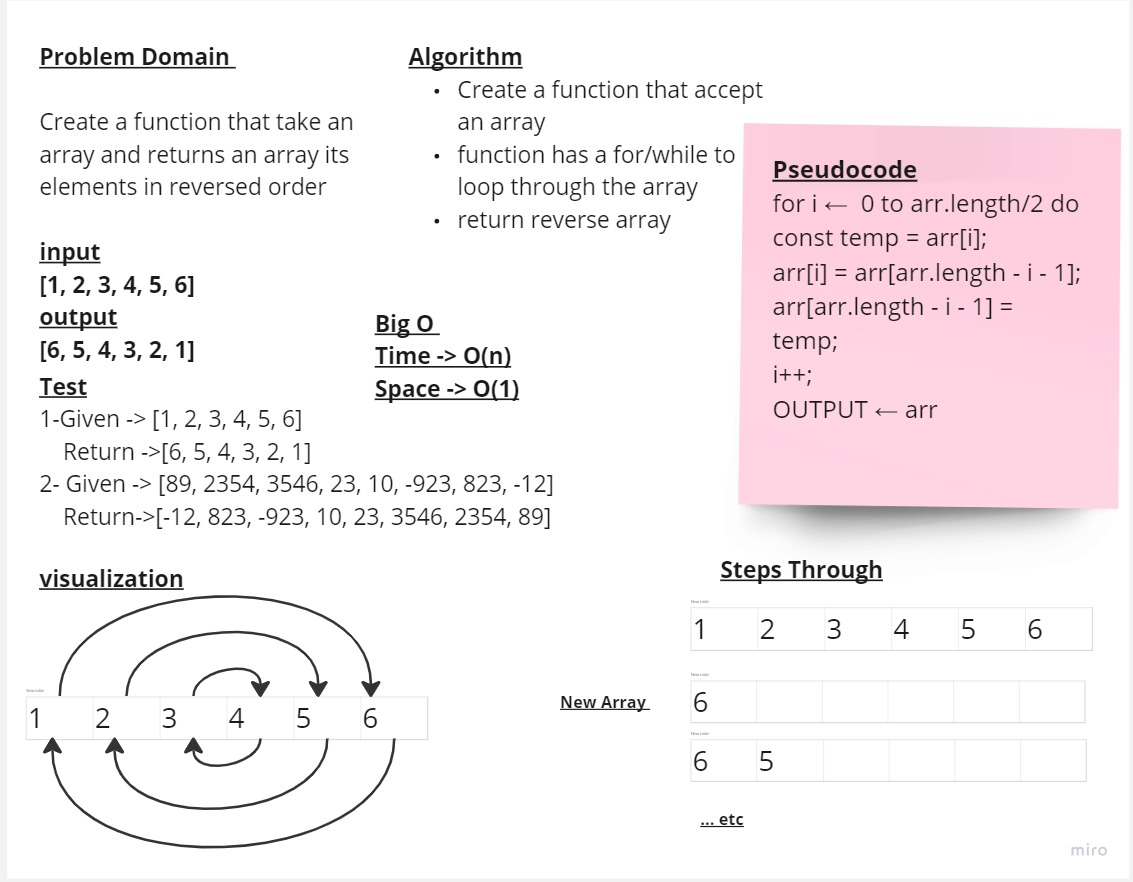 Problem Domain
Create a function that take an
array and returns an array its
elements in reversed order
input
[1, 2, 3, 4, 5, 6]
output
[6, 5, 4, 3, 2, 1]
Test
1-Given -> [1, 2, 3, 4, 5, 6]
Return ->[6, 5, 4, 3, 2, 1]
2- Given -> [89, 2354, 3546, 23, 10, -923, 823, -12]
Return->[-12, 823, -923, 10, 23, 3546, 2354, 89]
Algorithm
• Create a function that accept
an array
• function has a for/while to
loop through the array
• return reverse array
Big O
Time -> O(n)
Space -> O(1)
Pseudocode
for i ← 0 to arr.length/2 do
const temp = arr[i];
arr[i] = arr[arr.length - i - 1];
arr[arr.length - i - 1] =
temp;
i++;
OUTPUT ← arr
visualization
1 2 3 4 5 6
Steps Through
1 2 3 4 5 6
New Array
6
6 5
... etc
miro